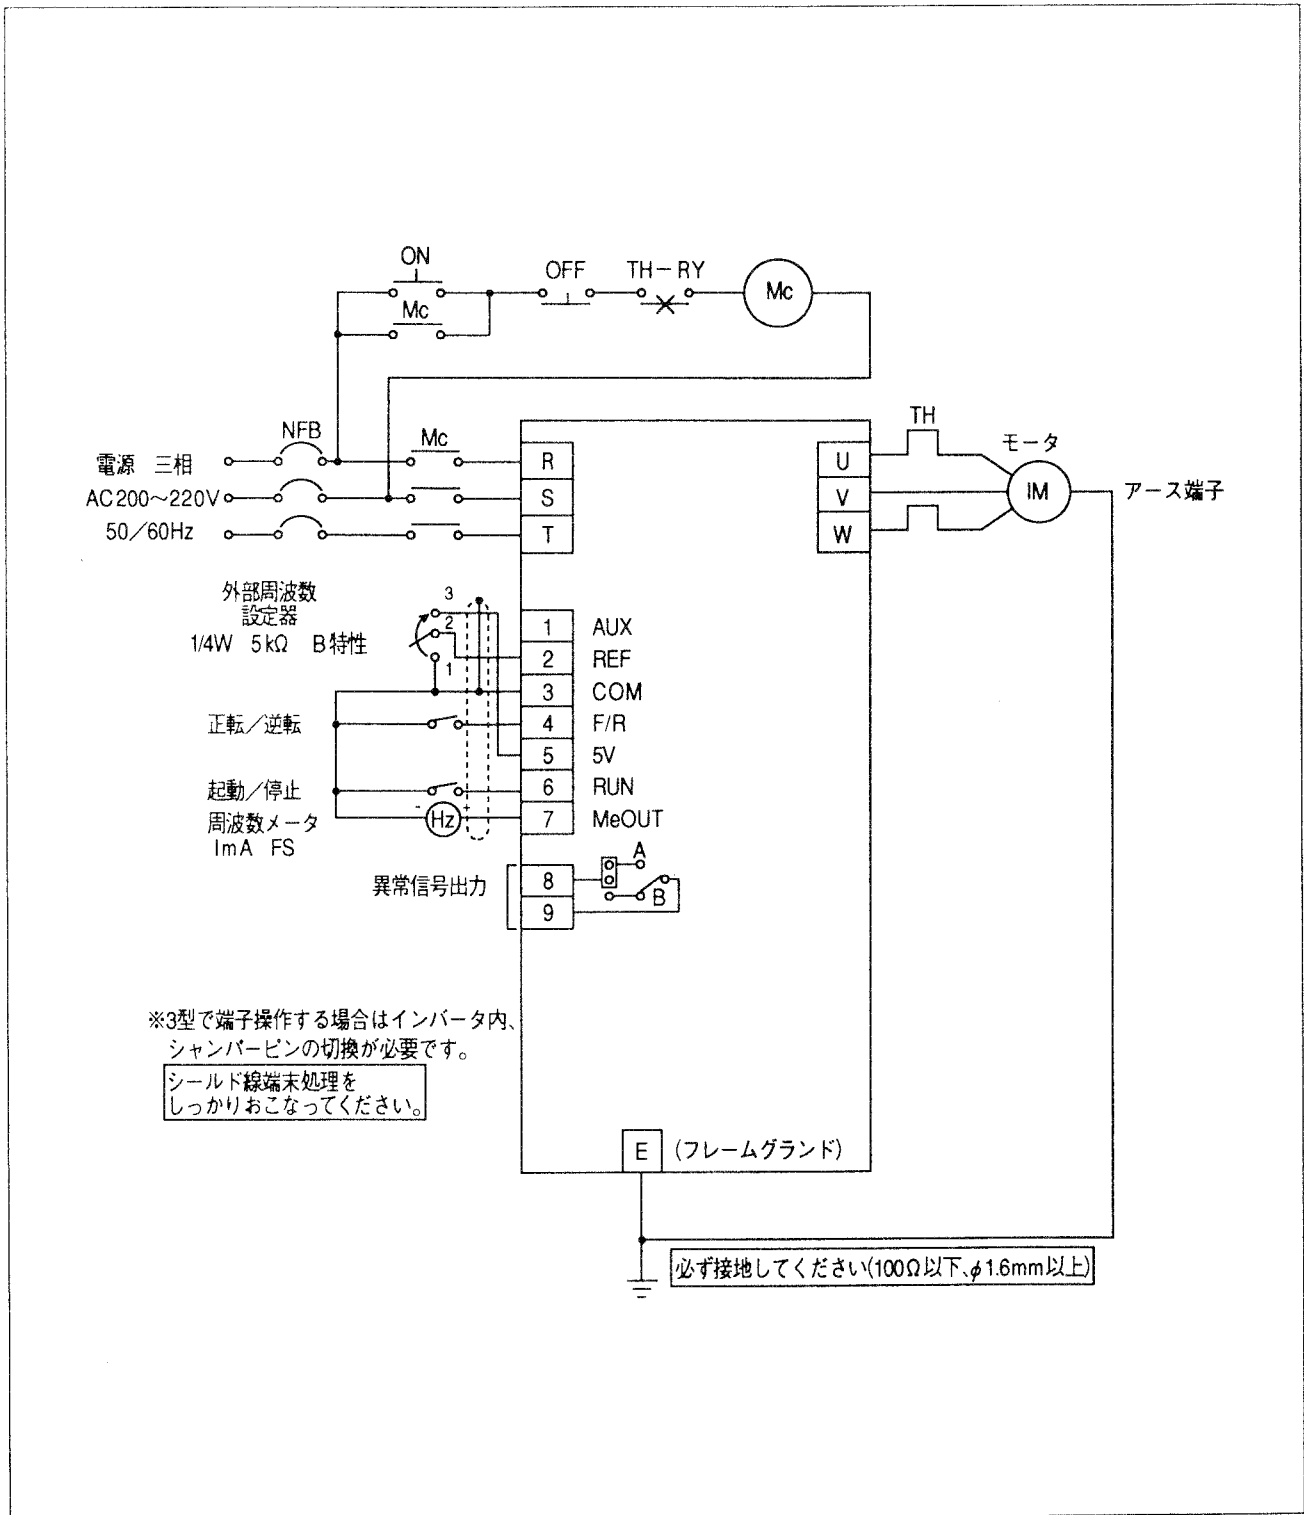 ON
OFF
TH-RY
Mc
Mc
NFB
Mc
TH
モータ
電源 三相
AC200〜220V
50/60Hz
R
S
T
U
V
W
IM
アース端子
外部周波数
設定器
1/4W 5kΩ B特性
3
2
1
1 AUX
2 REF
3 COM
正転/逆転
4 F/R
5 5V
起動/停止
6 RUN
周波数メータ
- Hz +
7 MeOUT
ImA FS
異常信号出力
8
9
A
B
※3型で端子操作する場合はインバータ内、
シャンバーピンの切換が必要です。
シールド線端末処理を
しっかりおこなってください。
E (フレームグランド)
必ず接地してください(100Ω以下、φ1.6mm以上)